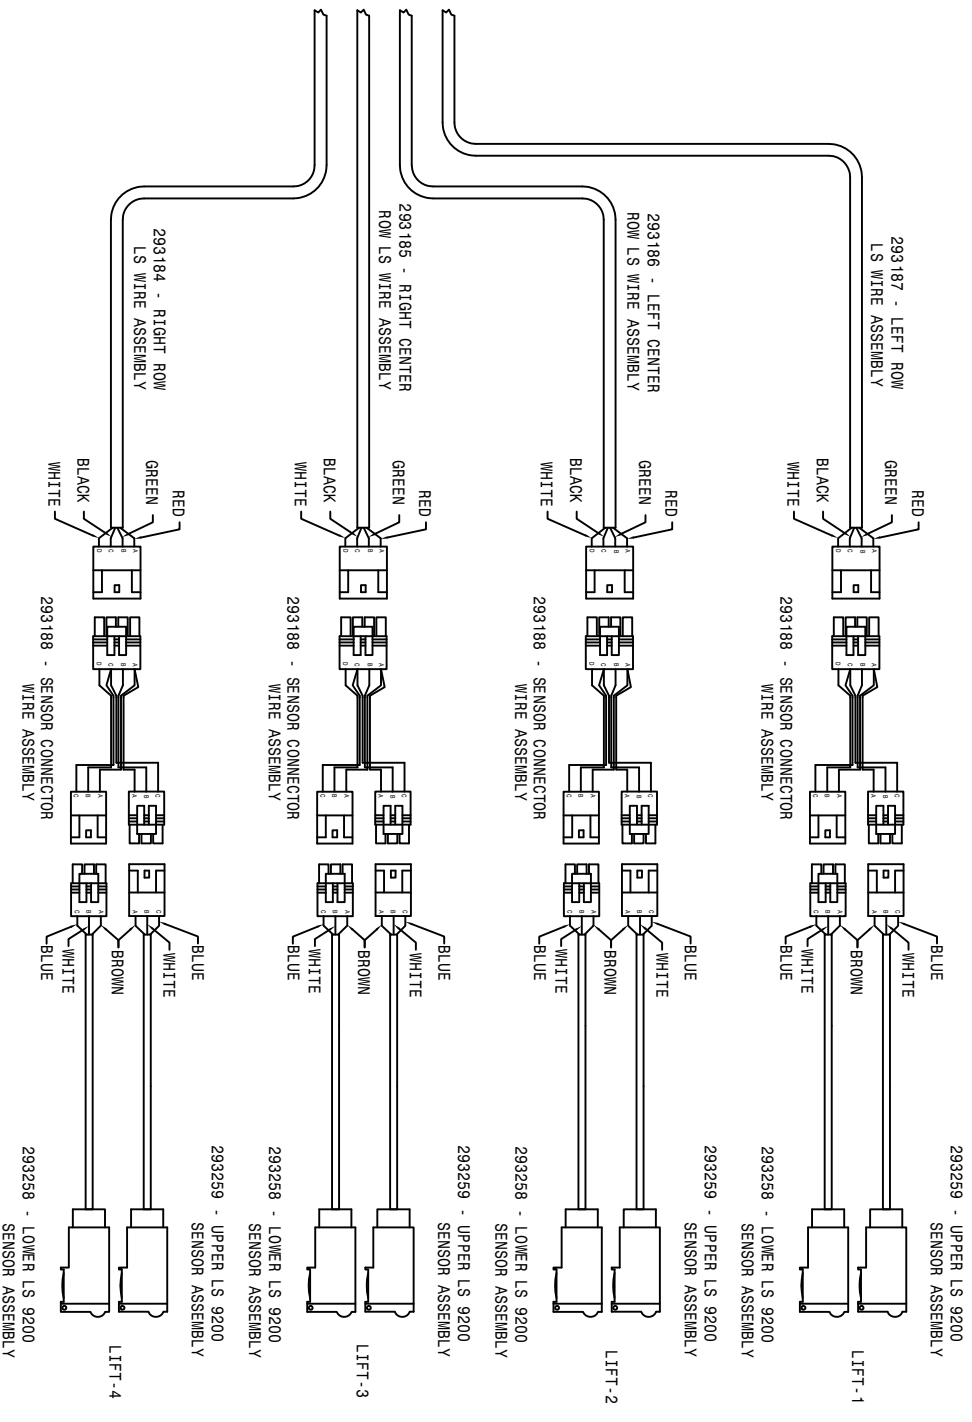 293187 - LEFT ROW
LS WIRE ASSEMBLY
RED
GREEN
BLACK
WHITE
A
B
C
D
A
B
C
D
293188 - SENSOR CONNECTOR
WIRE ASSEMBLY
C
B
A
A
B
C
C
B
A
A
B
C
BLUE
WHITE
BROWN
WHITE
BLUE
293259 - UPPER LS 9200
SENSOR ASSEMBLY
LIFT-1
293258 - LOWER LS 9200
SENSOR ASSEMBLY
293186 - LEFT CENTER
ROW LS WIRE ASSEMBLY
RED
GREEN
BLACK
WHITE
A
B
C
D
A
B
C
D
293188 - SENSOR CONNECTOR
WIRE ASSEMBLY
C
B
A
A
B
C
C
B
A
A
B
C
BLUE
WHITE
BROWN
WHITE
BLUE
293259 - UPPER LS 9200
SENSOR ASSEMBLY
LIFT-2
293258 - LOWER LS 9200
SENSOR ASSEMBLY
293185 - RIGHT CENTER
ROW LS WIRE ASSEMBLY
RED
GREEN
BLACK
WHITE
A
B
C
D
A
B
C
D
293188 - SENSOR CONNECTOR
WIRE ASSEMBLY
C
B
A
A
B
C
C
B
A
A
B
C
BLUE
WHITE
BROWN
WHITE
BLUE
293259 - UPPER LS 9200
SENSOR ASSEMBLY
LIFT-3
293258 - LOWER LS 9200
SENSOR ASSEMBLY
293184 - RIGHT ROW
LS WIRE ASSEMBLY
RED
GREEN
BLACK
WHITE
A
B
C
D
A
B
C
D
293188 - SENSOR CONNECTOR
WIRE ASSEMBLY
C
B
A
A
B
C
C
B
A
A
B
C
BLUE
WHITE
BROWN
WHITE
BLUE
293259 - UPPER LS 9200
SENSOR ASSEMBLY
LIFT-4
293258 - LOWER LS 9200
SENSOR ASSEMBLY